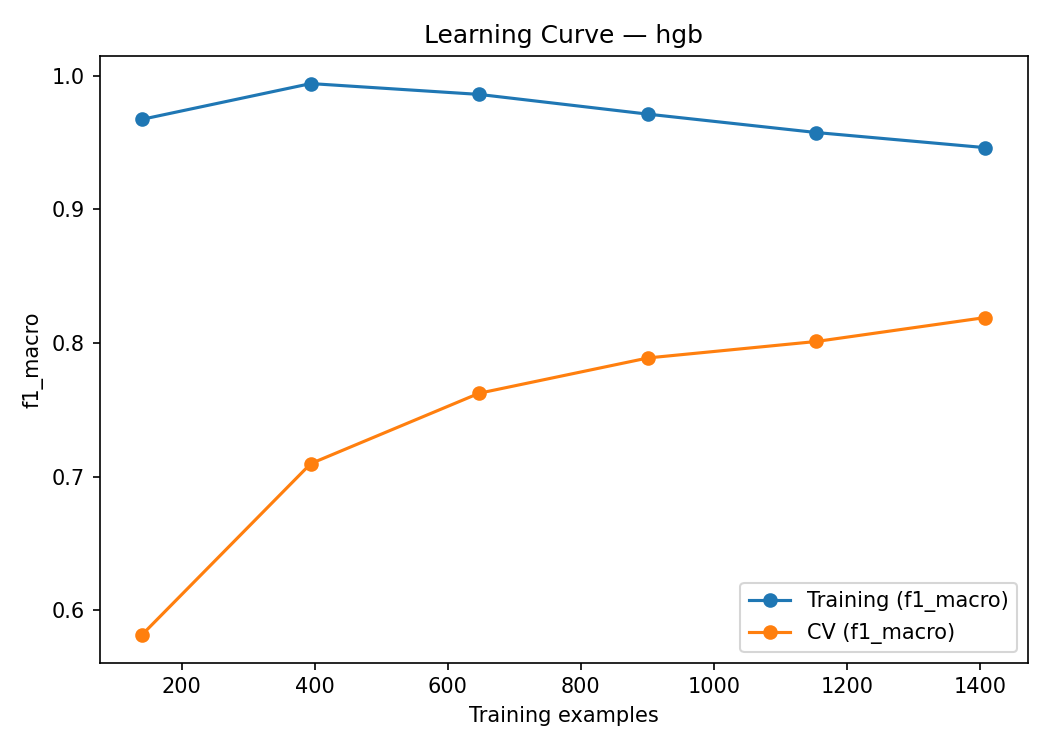 Learning Curve — hgb
1.0
0.9
0.8
0.7
0.6
f1_macro
200
400
600
800
1000
1200
1400
Training examples
Training (f1_macro)
CV (f1_macro)